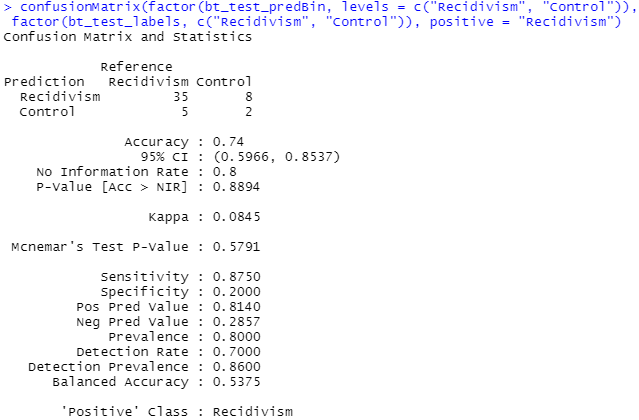 > confusionMatrix(factor(bt_test_predBin, levels = c("Recidivism", "Control")),
factor(bt_test_labels, c("Recidivism", "Control")), positive = "Recidivism")
Confusion Matrix and Statistics
Reference
Prediction Recidivism Control
Recidivism 35 8
Control 5 2
Accuracy : 0.74
95% CI : (0.5966, 0.8537)
No Information Rate : 0.8
P-Value [Acc > NIR] : 0.8894
Kappa : 0.0845
Mcnemar's Test P-Value : 0.5791
Sensitivity : 0.8750
Specificity : 0.2000
Pos Pred Value : 0.8140
Neg Pred Value : 0.2857
Prevalence : 0.8000
Detection Rate : 0.7000
Detection Prevalence : 0.8600
Balanced Accuracy : 0.5375
'Positive' Class : Recidivism